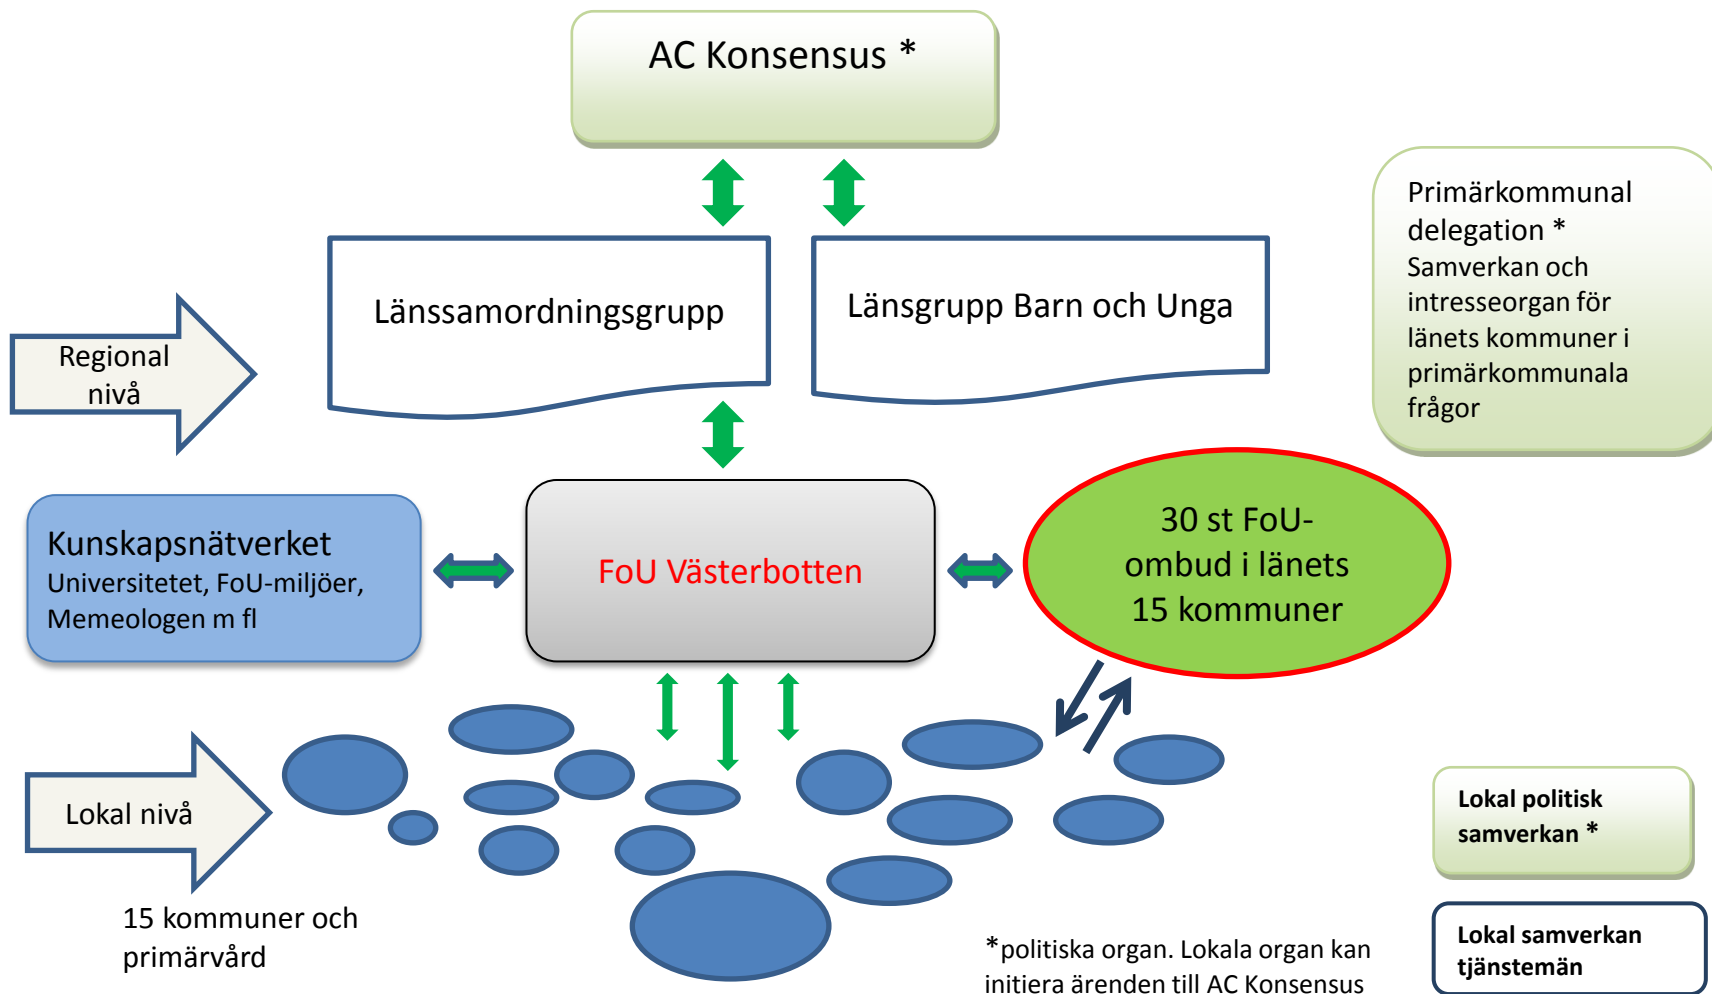 AC Konsensus *
Primärkommunal
delegation *
Samverkan och
intresseorgan för
länets kommuner i
primärkommunala
frågor
Länssamordningsgrupp
Länsgrupp Barn och Unga
Regional
nivå
Kunskapsnätverket
Universitetet, FoU-miljöer,
Memeologen m fl
FoU Västerbotten
30 st FoU-
ombud i länets
15 kommuner
Lokal nivå
15 kommuner och
primärvård
Lokal politisk
samverkan *
Lokal samverkan
tjänstemän
*politiska organ. Lokala organ kan
initiera ärenden till AC Konsensus